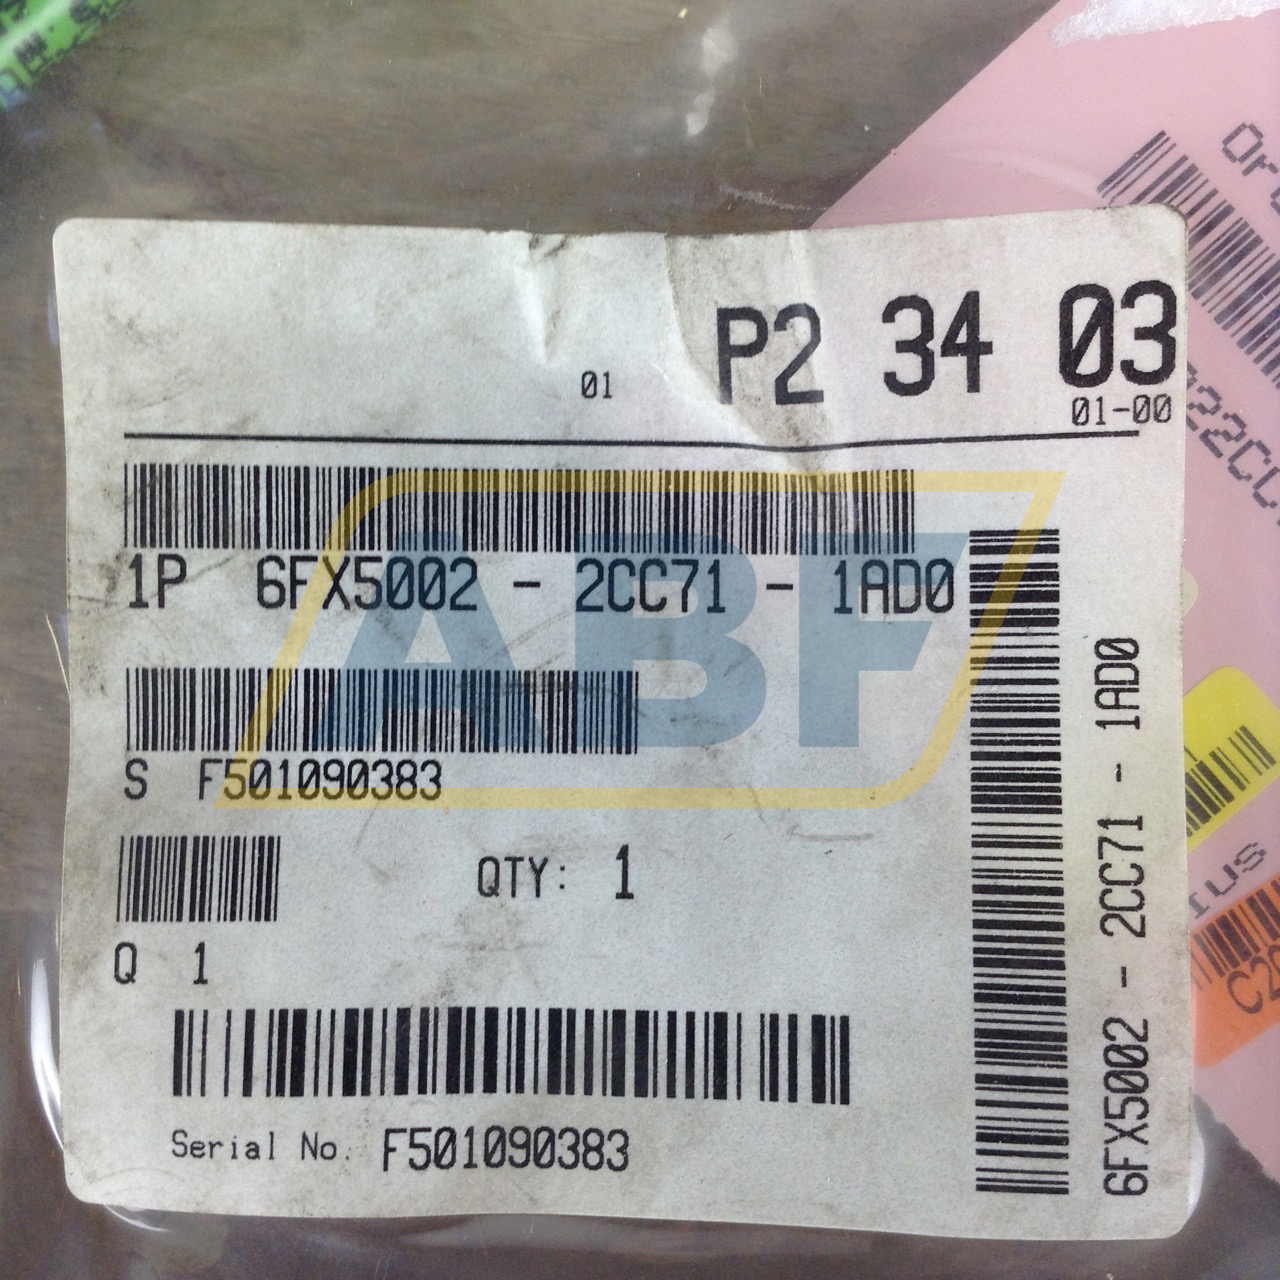 P2 34 03
01
01-00
1P 6FX5002 - 2CC71 - 1AD0
S F501090383
QTY: 1
Q 1
Serial No. F501090383
6FX5002 - 2CC71 - 1AD0
ABF